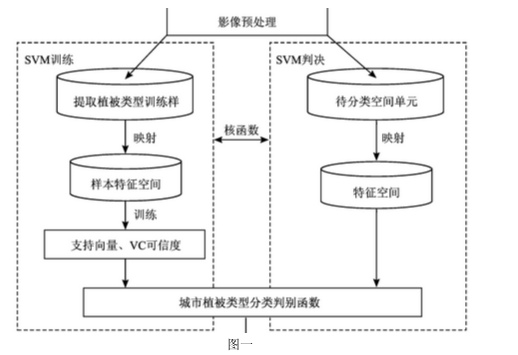 影像预处理
SVM训练
SVM判决
提取植被类型训练样
待分类空间单元
核函数
映射
映射
样本特征空间
特征空间
训练
支持向量、VC可信度
城市植被类型分类判别函数
图一